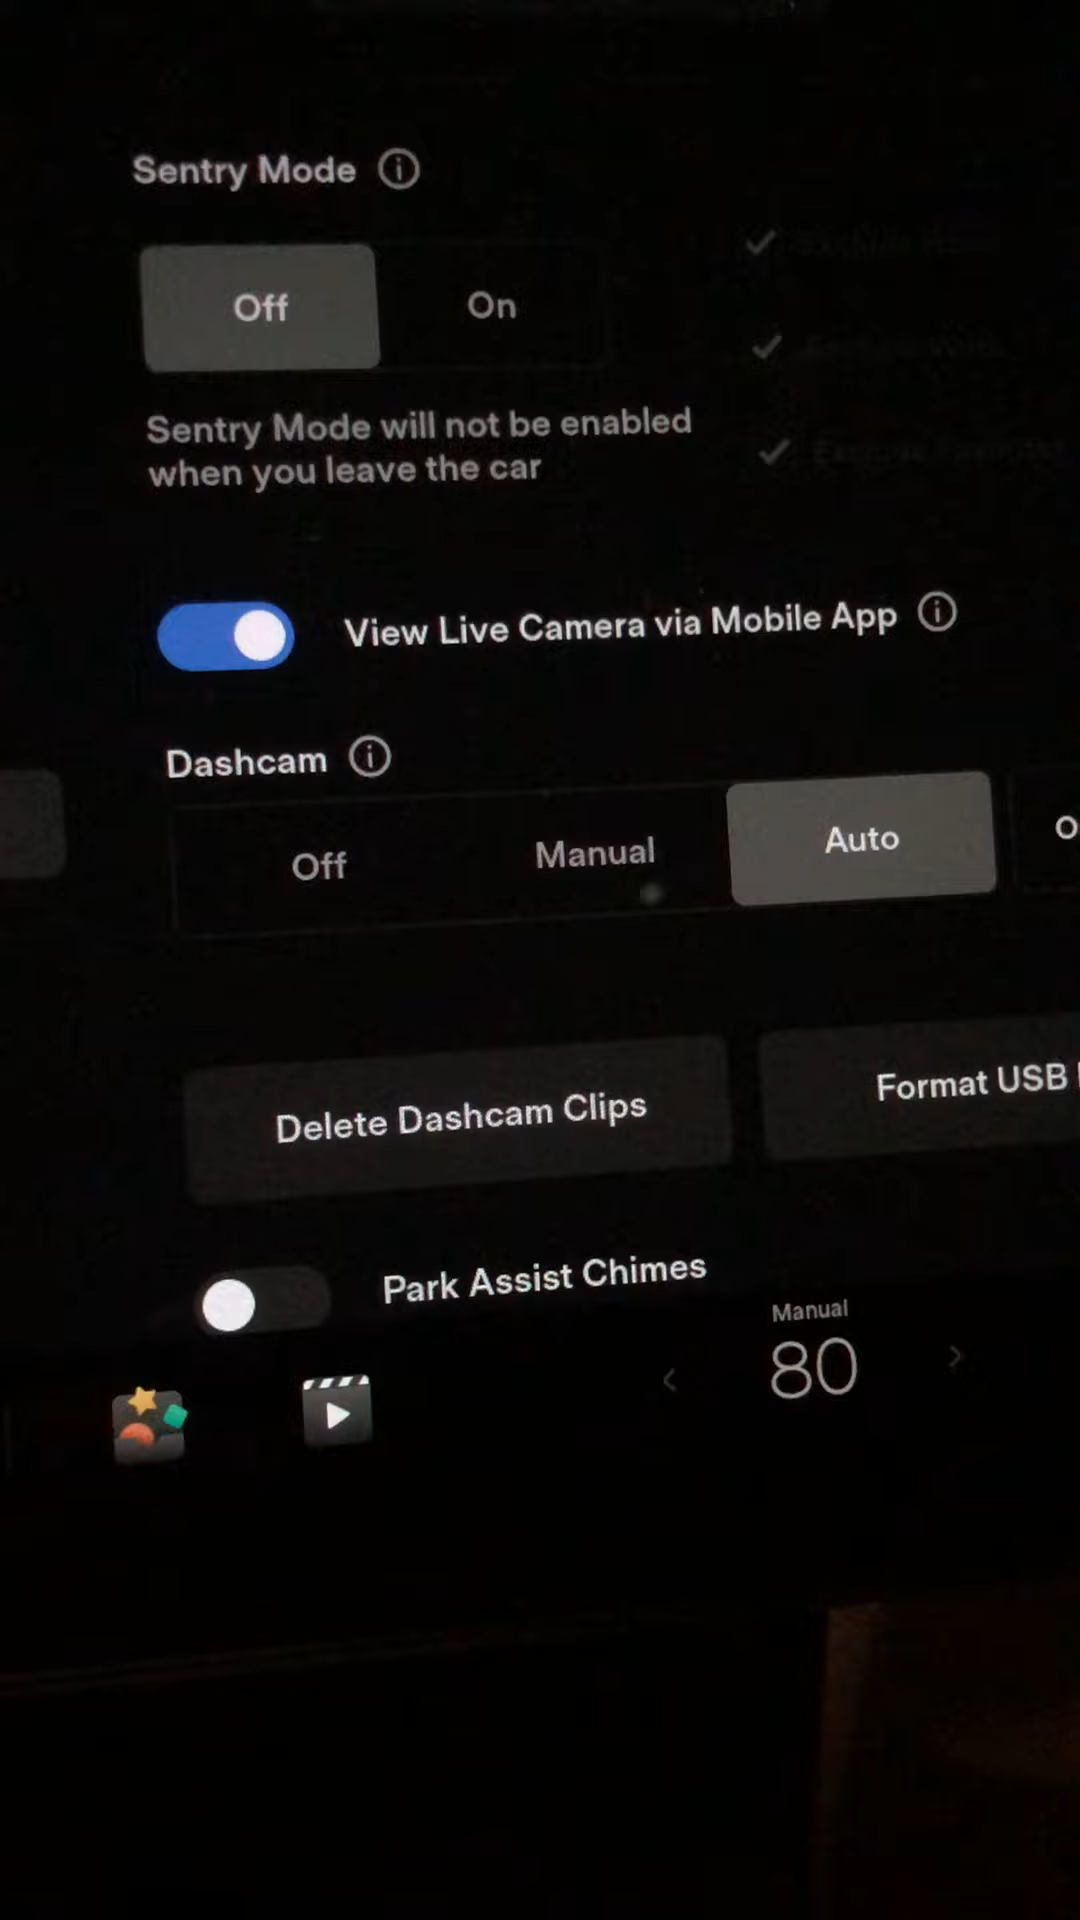 Sentry Mode
Off
On
Sentry Mode will not be enabled
when you leave the car
View Live Camera via Mobile App
Dashcam
Off
Manual
Auto
O
Delete Dashcam Clips
Format USB
Park Assist Chimes
Manual
80